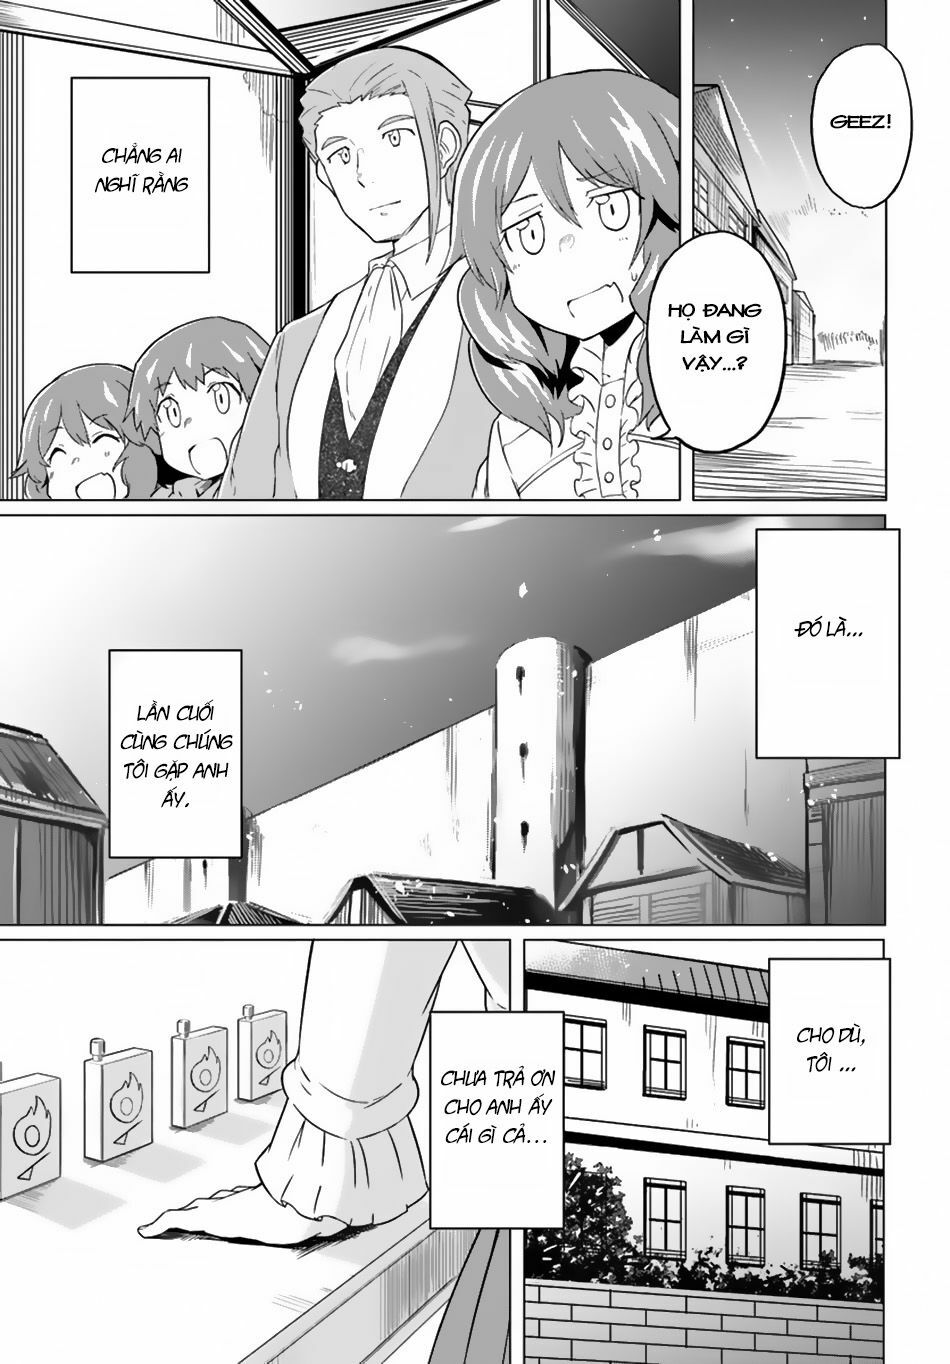 GEEZ!
HỌ ĐANG
LÀM GÌ
VẬY...?
CHẲNG AI
NGHĨ RẰNG
ĐÓ LÀ...
LẦN CUỐI
CÙNG CHÚNG
TÔI GẶP ANH
ẤY.
CHO DÙ,
TÔI ...
CHƯA TRẢ ƠN
CHO ANH ẤY
CÁI GÌ CẢ...